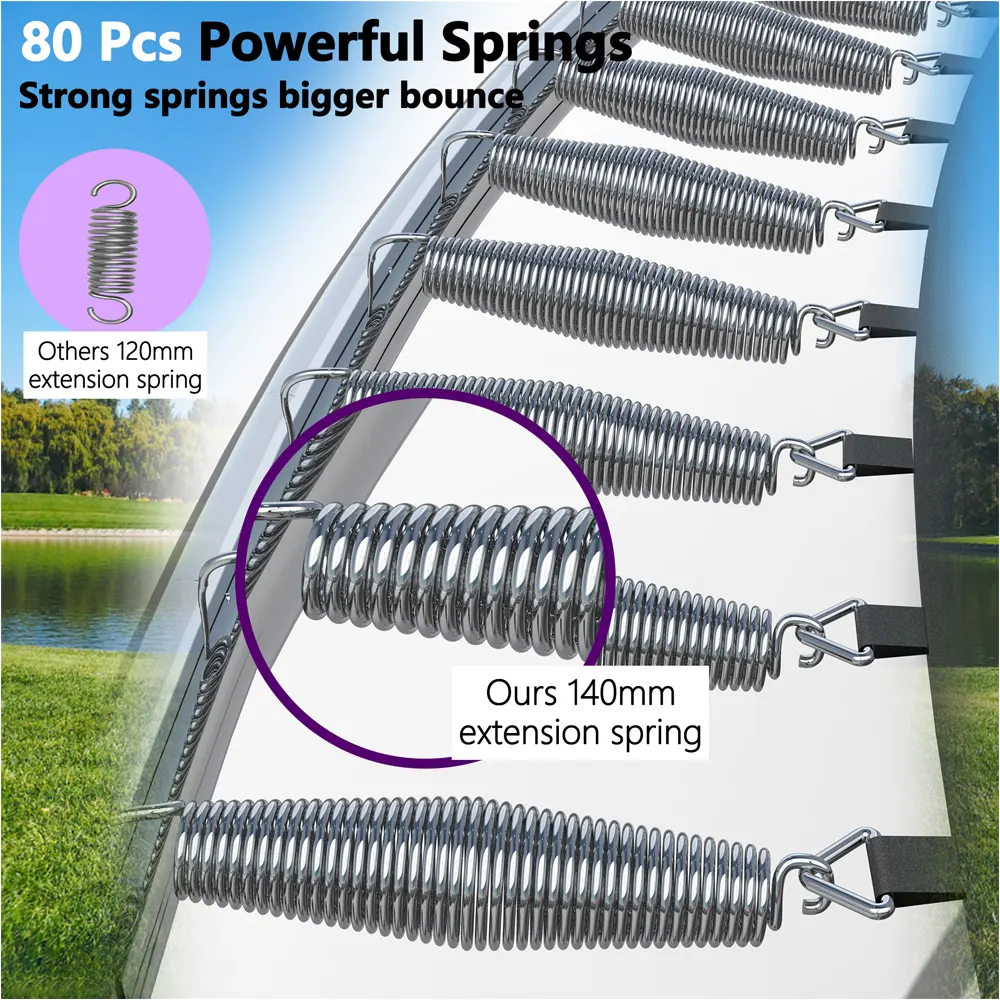 80 Pcs Powerful Springs
Strong springs bigger bounce
Others 120mm
extension spring
Ours 140mm
extension spring